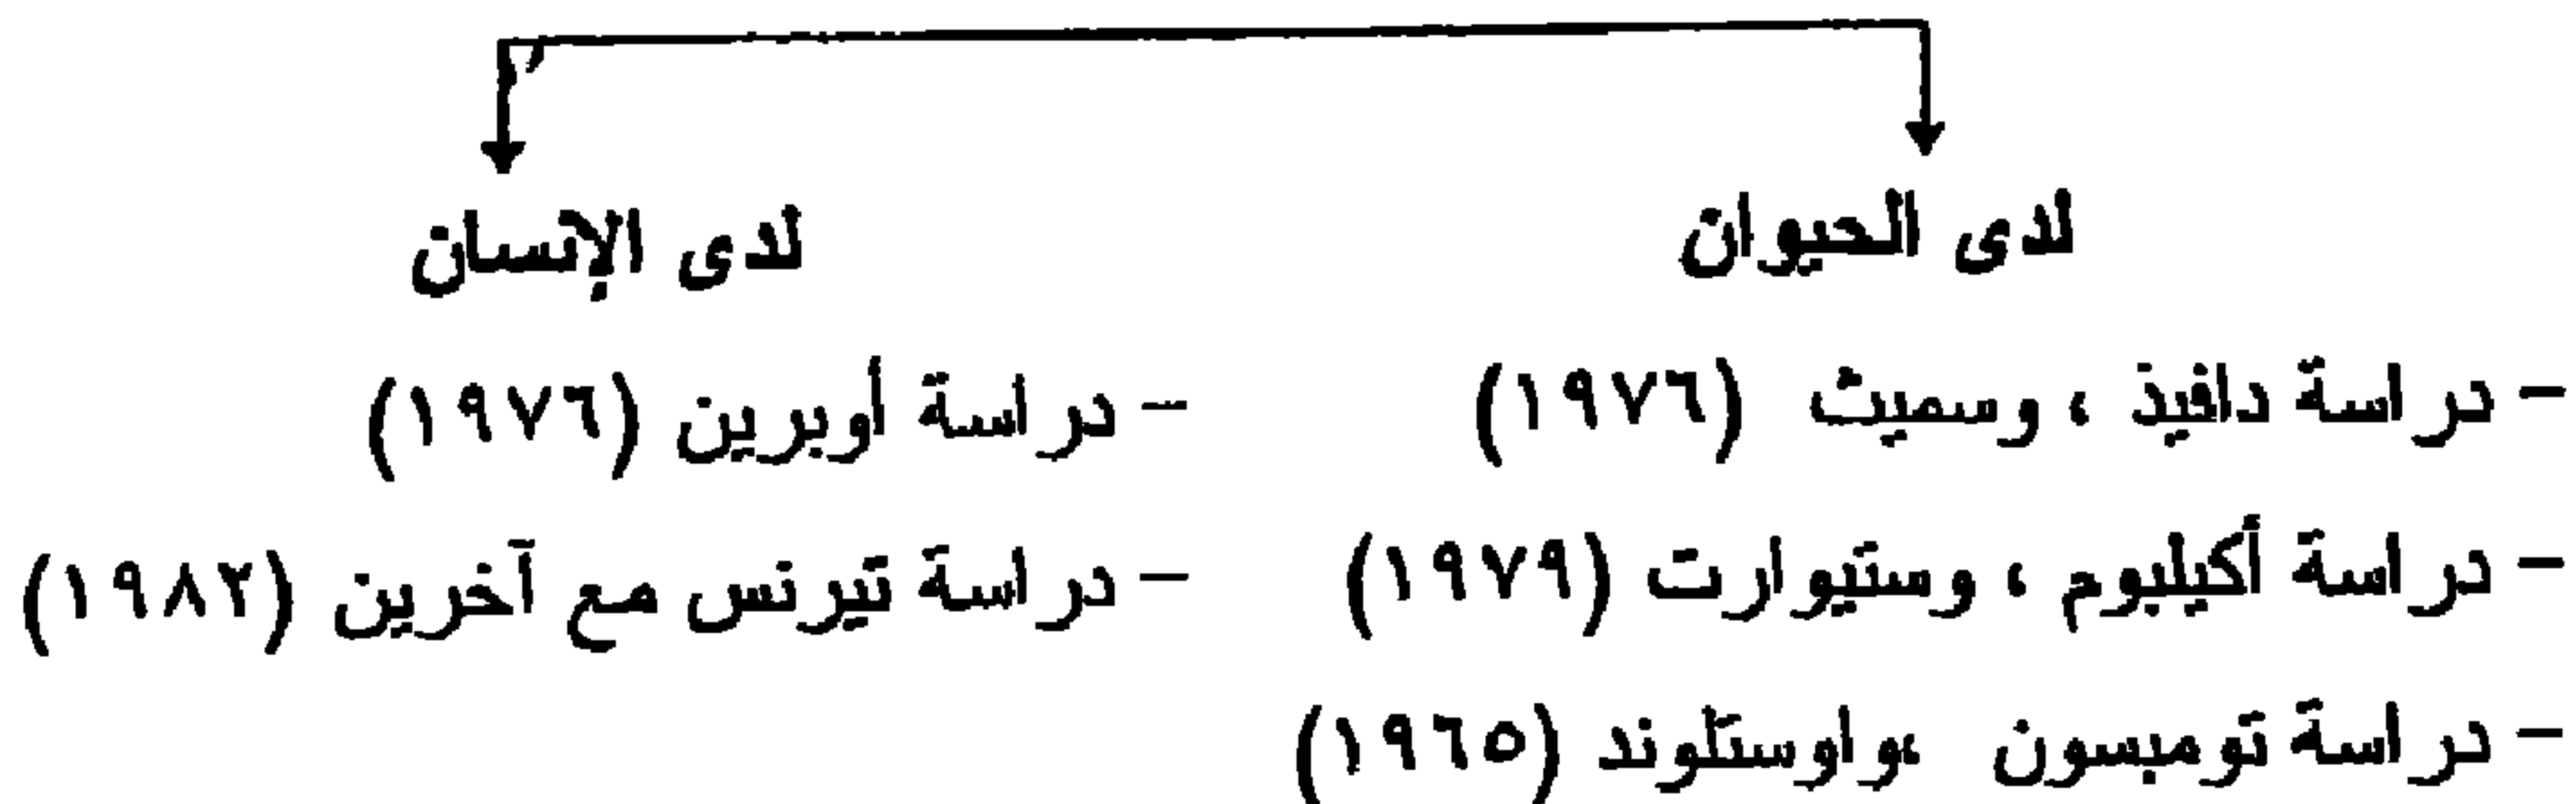 لدى الحيوان
لدى الإنسان
- دراسة دافيذ ، وسميث (١٩٧٦)
- دراسة أوبرين (١٩٧٦)
- دراسة أكيلبوم ، وستيوارت (١٩٧٩)
- دراسة تيرنس مع آخرين (١٩٨٢)
- دراسة تومبسون ،واوستلوند (١٩٦٥)